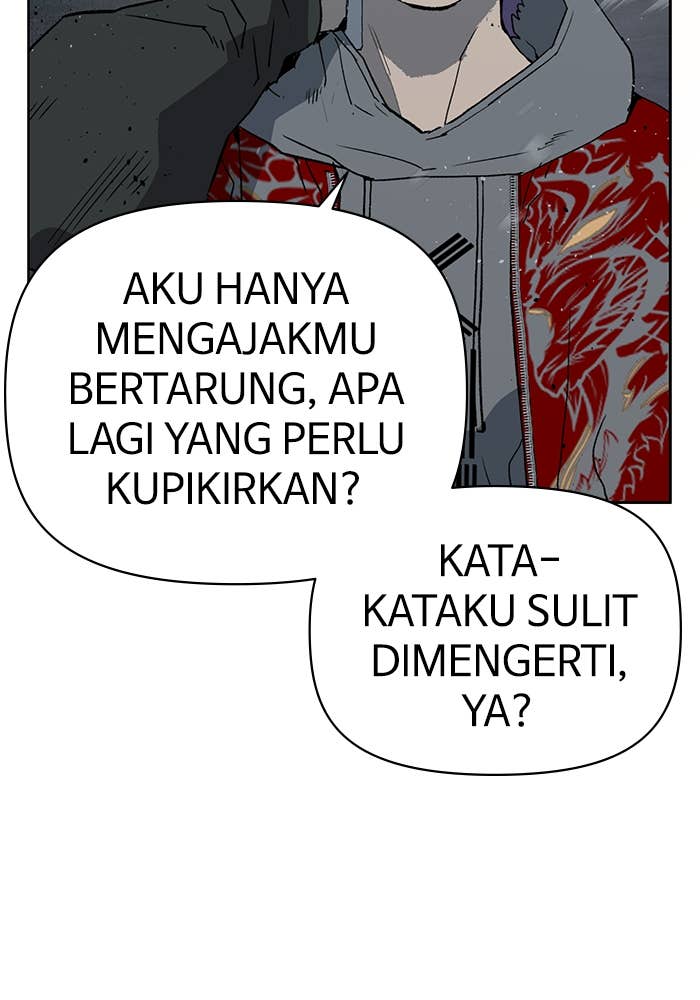 AKU HANYA
MENGAJAKMU
BERTARUNG, APA
LAGI YANG PERLU
KUPIKIRKAN?
KATA-
KATAKU SULIT
DIMENGERTI,
YA?